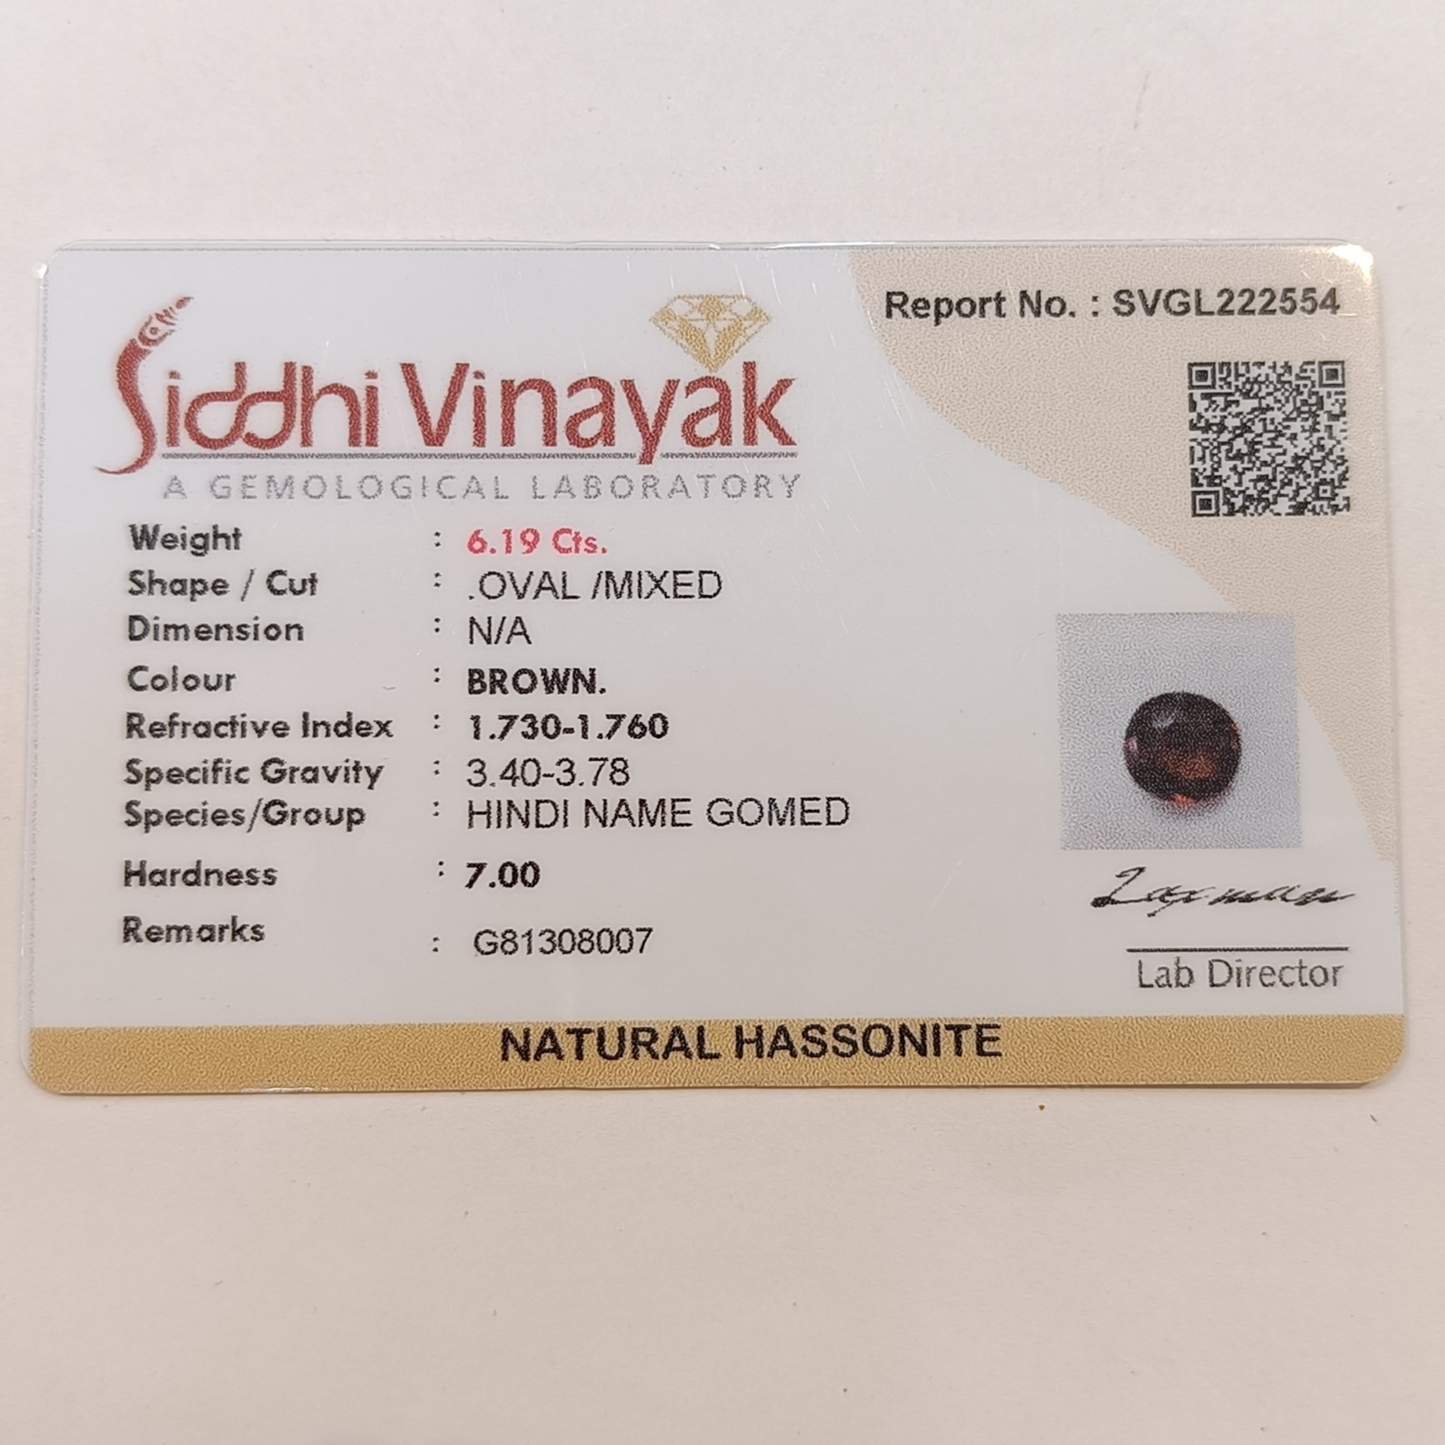 Report No. : SVGL222554
Siddhi Vinayak
A GEMOLOGICAL LABORATORY
Weight : 6.19 Cts.
Shape / Cut : .OVAL /MIXED
Dimension : N/A
Colour : BROWN.
Refractive Index : 1.730-1.760
Specific Gravity : 3.40-3.78
Species/Group : HINDI NAME GOMED
Hardness : 7.00
Remarks : G81308007
Laxman
Lab Director
NATURAL HASSONITE